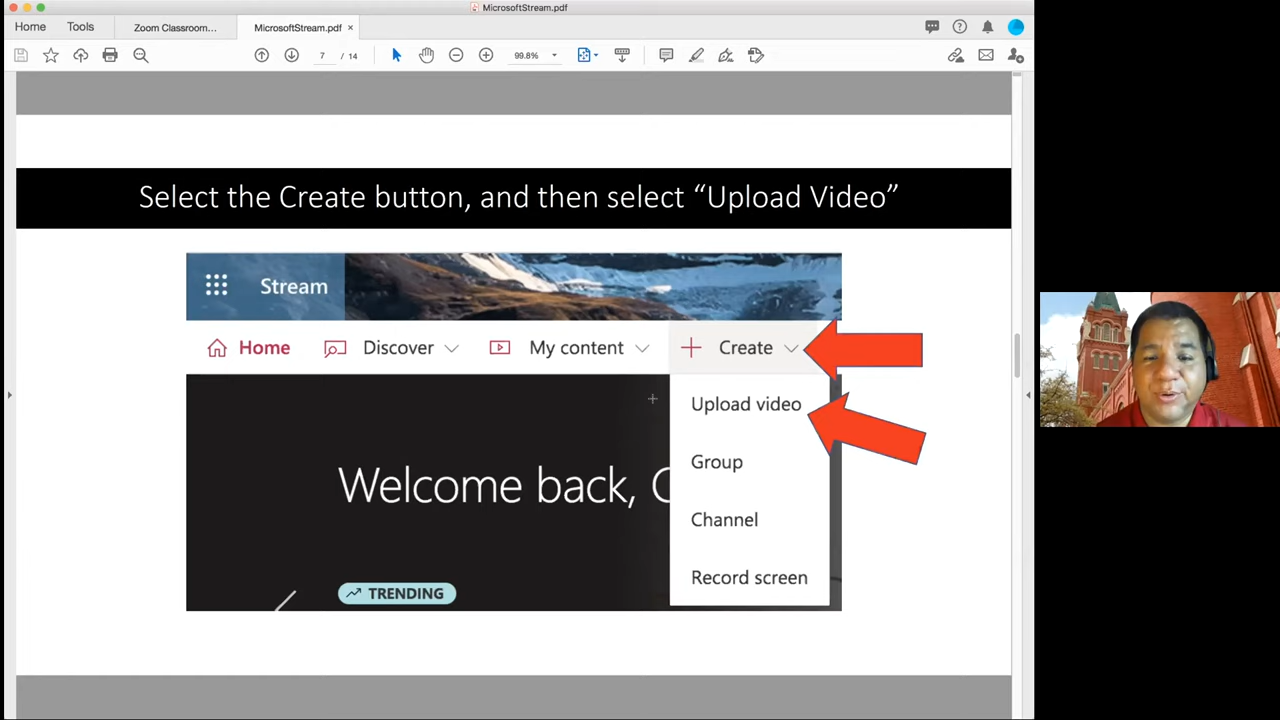 MicrosoftStream.pdf
Home
Tools
Zoom Classroom...
MicrosoftStream.pdf ×
7 / 14
99.8%
Select the Create button, and then select “Upload Video”
Stream
Home
Discover
My content
Create
Upload video
Group
Welcome back, C
Channel
Record screen
TRENDING